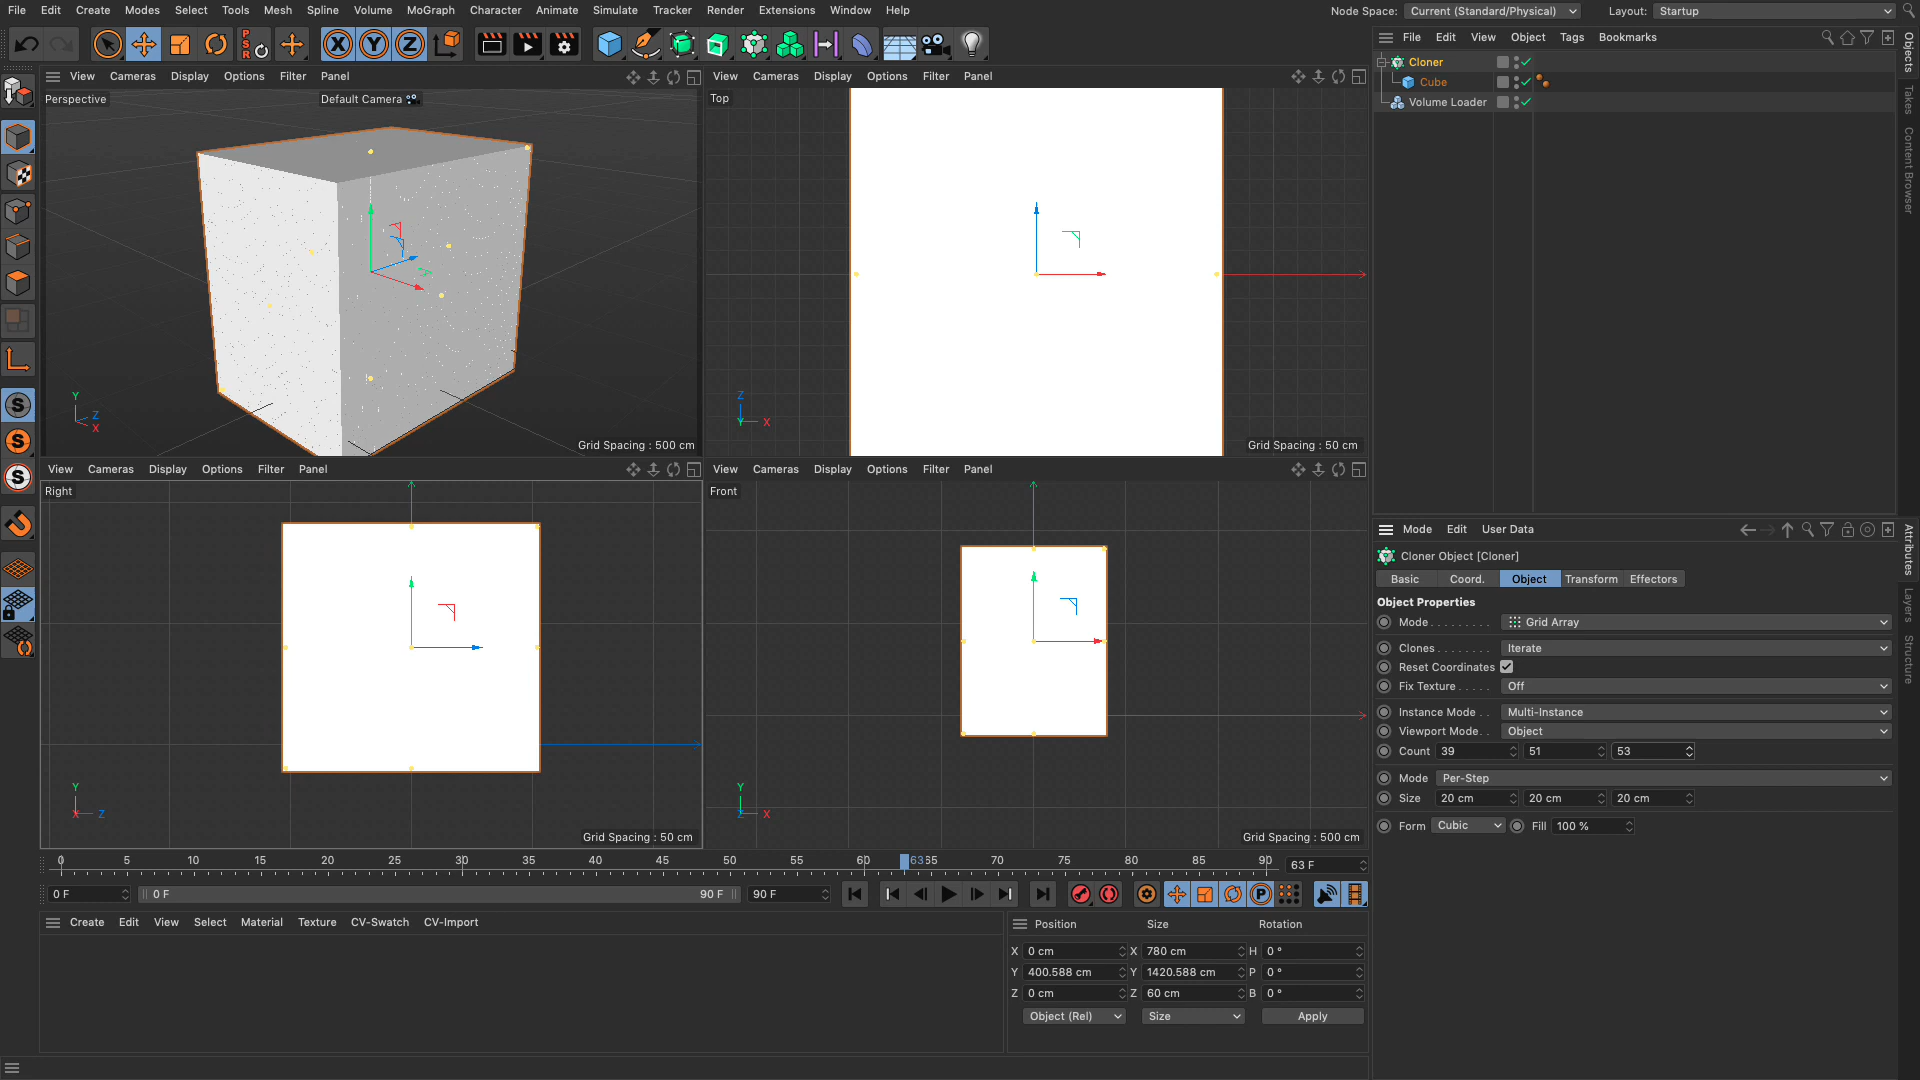 File Edit Create Modes Select Tools Mesh Spline Volume MoGraph Character Animate Simulate Tracker Render Extensions Window Help
Node Space: Current (Standard/Physical) Layout: Startup
PSR
X Y Z
File Edit View Object Tags Bookmarks
Cloner
Cube
Volume Loader
Objects
Takes
Content Browser
View Cameras Display Options Filter Panel
Perspective Default Camera
Y
Z
X
Grid Spacing : 500 cm
View Cameras Display Options Filter Panel
Top
Z
Y X
Grid Spacing : 50 cm
View Cameras Display Options Filter Panel
Right
Y
X Z
Grid Spacing : 50 cm
View Cameras Display Options Filter Panel
Front
Y
Z X
Grid Spacing : 500 cm
S
S
S
Mode Edit User Data
Cloner Object [Cloner]
Basic Coord. Object Transform Effectors
Object Properties
Mode . . . . . . . . . Grid Array
Clones . . . . . . . . Iterate
Reset Coordinates
Fix Texture . . . . . Off
Instance Mode . . Multi-Instance
Viewport Mode. . Object
Count 39 51 53
Mode Per-Step
Size 20 cm 20 cm 20 cm
Form Cubic Fill 100 %
Attributes
Layers
Structure
0 5 10 15 20 25 30 35 40 45 50 55 60 63 65 70 75 80 85 90 63 F
0 F 0 F 90 F 90 F
P
Create Edit View Select Material Texture CV-Swatch CV-Import
Position Size Rotation
X 0 cm X 780 cm H 0 °
Y 400.588 cm Y 1420.588 cm P 0 °
Z 0 cm Z 60 cm B 0 °
Object (Rel) Size Apply